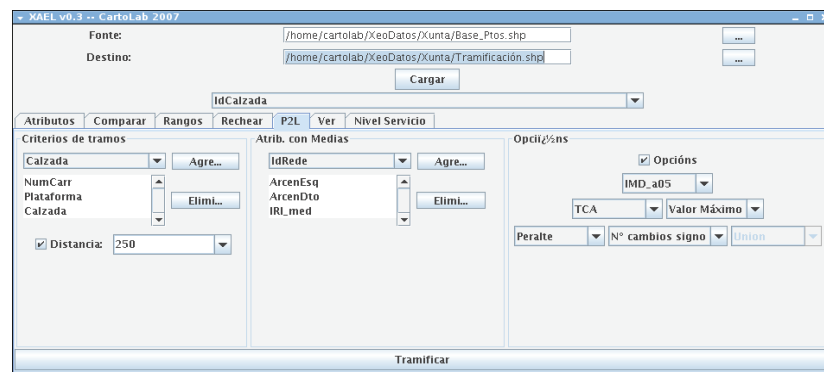 XAEL v0.3 -- CartoLab 2007
Fonte: /home/cartolab/XeoDatos/Xunta/Base_Ptos.shp ...
Destino: /home/cartolab/XeoDatos/Xunta/Tramificación.shp ...
Cargar
IdCalzada
Atributos Comparar Rangos Rechear P2L Ver Nivel Servicio
Criterios de tramos
Calzada Agre...
NumCarr
Plataforma
Calzada
Elimi...
Distancia: 250
Atrib. con Medias
IdRede Agre...
ArcenEsq
ArcenDto
IRI_med
Elimi...
Opciï¿½ns
Opcións
IMD_a05
TCA Valor Máximo
Peralte Nº cambios signo Union
Tramificar